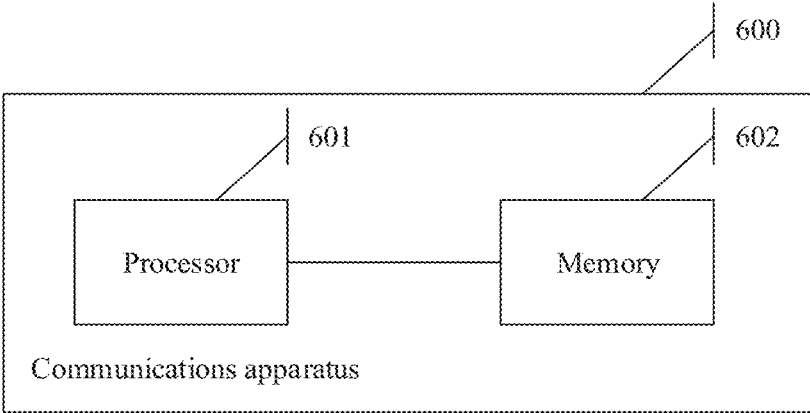 600
601
602
Processor
Memory
Communications apparatus